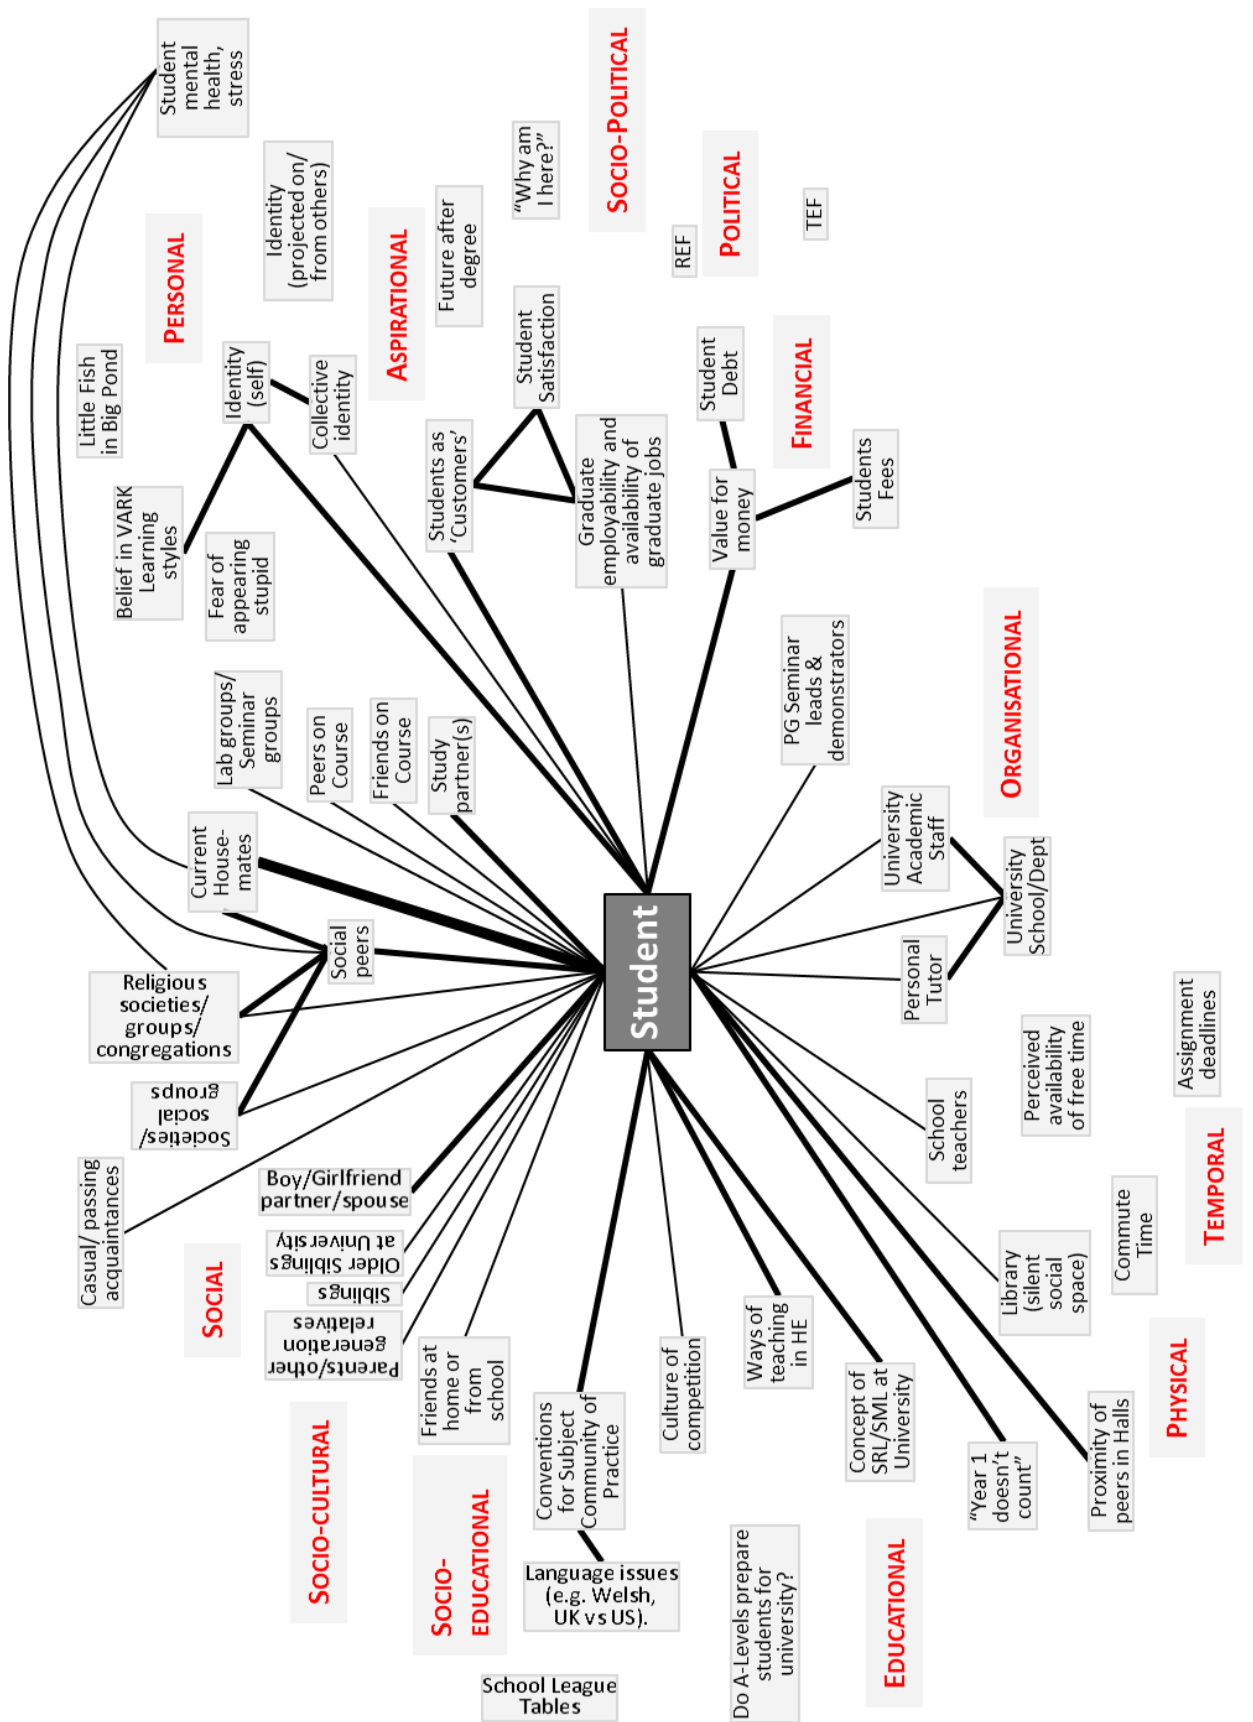 Student
mental
health,
stress
Identity
(projected on/
from others)
PERSONAL
Little Fish
in Big Pond
Identity
(self)
Collective
identity
ASPIRATIONAL
Future after
degree
"Why am
I here?"
SOCIO-POLITICAL
REF
POLITICAL
TEF
Student
Satisfaction
Students as
'Customers'
Graduate
employability and
availability of
graduate jobs
Student
Debt
FINANCIAL
Value for
money
Students
Fees
Belief in VARK
Learning
styles
Fear of
appearing
stupid
Lab groups/
Seminar
groups
Peers on
Course
Friends on
Course
Study
partner(s)
PG Seminar
leads &
demonstrators
ORGANISATIONAL
University
Academic
Staff
University
School/Dept
Personal
Tutor
Current
House-
mates
Social
peers
Religious
societies/
groups/
congregations
Societies/
social
groups
Student
Casual/ passing
acquaintances
SOCIAL
Boy/Girlfriend
partner/spouse
Older Siblings
at University
Siblings
Parents/other
generation
relatives
Friends at
home or
from
school
SOCIO-CULTURAL
SOCIO-
EDUCATIONAL
Conventions
for Subject
Community of
Practice
Language issues
(e.g. Welsh,
UK vs US).
School League
Tables
Culture of
competition
Ways of
teaching
in HE
Concept of
SRL/SML at
University
Do A-Levels prepare
students for
university?
EDUCATIONAL
"Year 1
doesn't
count"
Proximity of
peers in Halls
PHYSICAL
Library
(silent
social
space)
School
teachers
Perceived
availability
of free time
Assignment
deadlines
TEMPORAL
Commute
Time